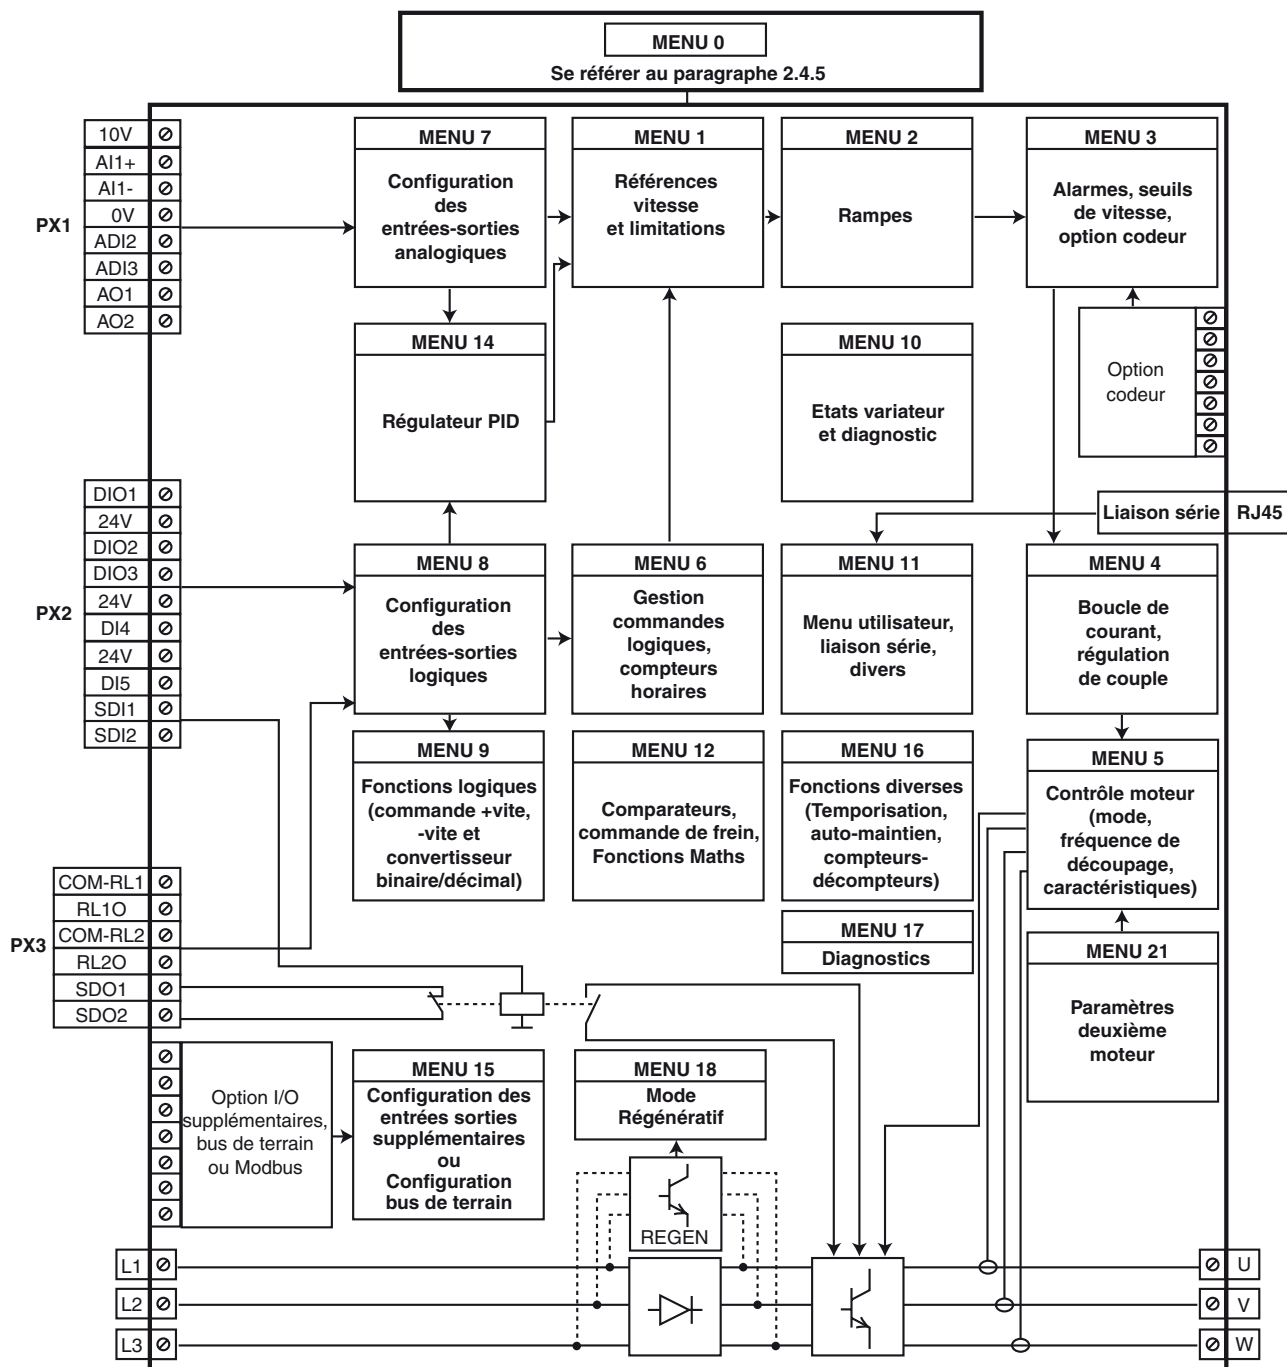 MENU 0
Se référer au paragraphe 2.4.5
PX1
10V
AI1+
AI1-
0V
ADI2
ADI3
AO1
AO2
MENU 7
Configuration
des
entrées-sorties
analogiques
MENU 1
Références
vitesse
et limitations
MENU 2
Rampes
MENU 3
Alarmes, seuils
de vitesse,
option codeur
MENU 14
Régulateur PID
MENU 10
Etats variateur
et diagnostic
Option
codeur
Liaison série
RJ45
PX2
DIO1
24V
DIO2
DIO3
24V
DI4
24V
DI5
SDI1
SDI2
MENU 8
Configuration
des
entrées-sorties
logiques
MENU 6
Gestion
commandes
logiques,
compteurs
horaires
MENU 11
Menu utilisateur,
liaison série,
divers
MENU 4
Boucle de
courant,
régulation
de couple
MENU 9
Fonctions logiques
(commande +vite,
-vite et
convertisseur
binaire/décimal)
MENU 12
Comparateurs,
commande de frein,
Fonctions Maths
MENU 16
Fonctions diverses
(Temporisation,
auto-maintien,
compteurs-
décompteurs)
MENU 5
Contrôle moteur
(mode,
fréquence de
découpage,
caractéristiques)
PX3
COM-RL1
RL1O
COM-RL2
RL2O
SDO1
SDO2
MENU 17
Diagnostics
MENU 21
Paramètres
deuxième
moteur
Option I/O
supplémentaires,
bus de terrain
ou Modbus
MENU 15
Configuration des
entrées sorties
supplémentaires
ou
Configuration
bus de terrain
MENU 18
Mode
Régénératif
REGEN
L1
L2
L3
U
V
W